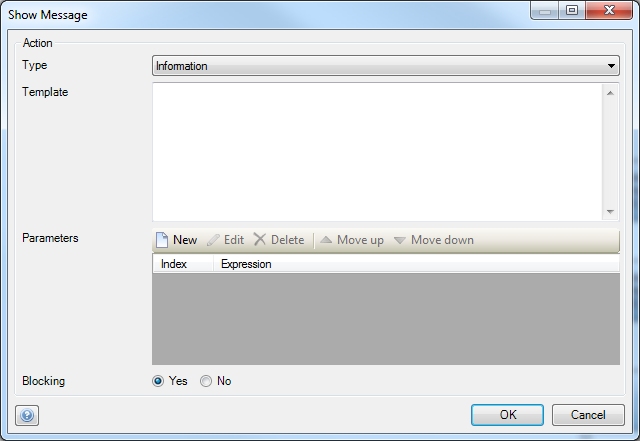 Show Message
Action
Type Information
Template
Parameters New Edit Delete Move up Move down
Index Expression
Blocking Yes No
? OK Cancel